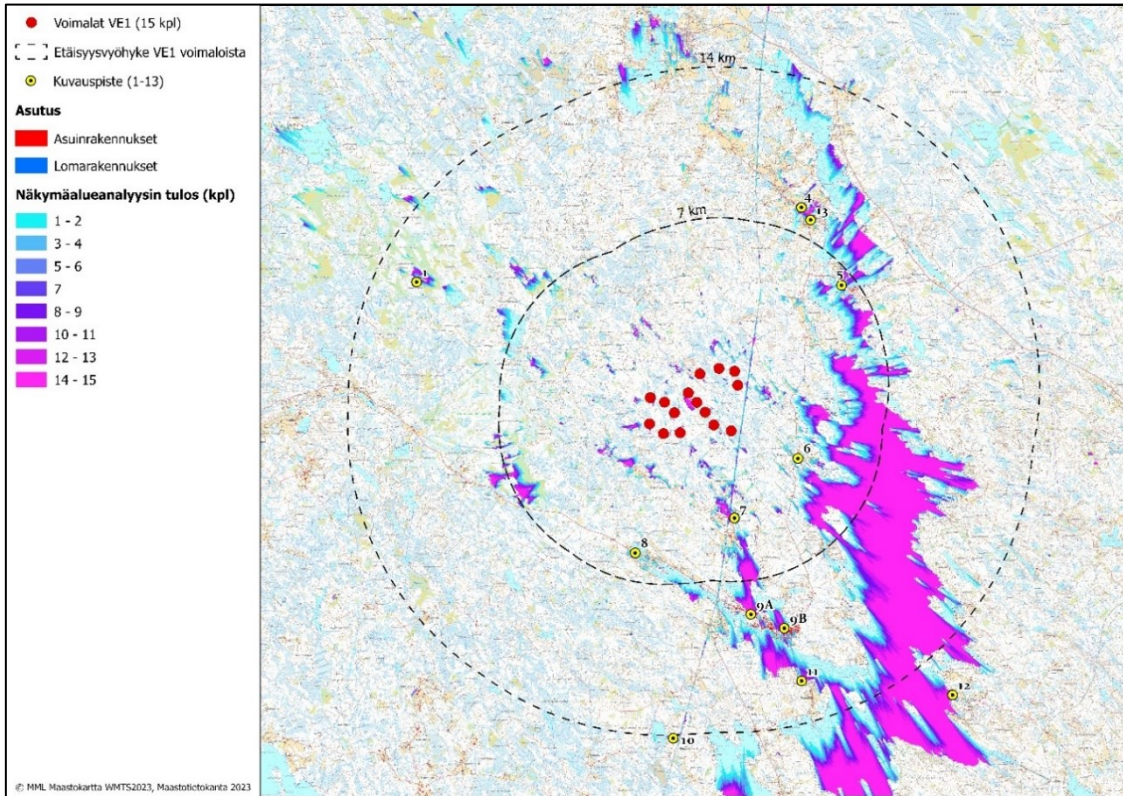 Voimalat VE1 (15 kpl)
Etäisyysvyöhyke VE1 voimaloista
Kuvauspiste (1-13)
Asutus
Asuinrakennukset
Lomarakennukset
Näkymäalueanalyysin tulos (kpl)
1 - 2
3 - 4
5 - 6
7
8 - 9
10 - 11
12 - 13
14 - 15
© MML Maastokartta WMTS2023, Maastotietokanta 2023
14 km
4
13
7 km
1
5
6
7
8
9A
9B
11
12
10